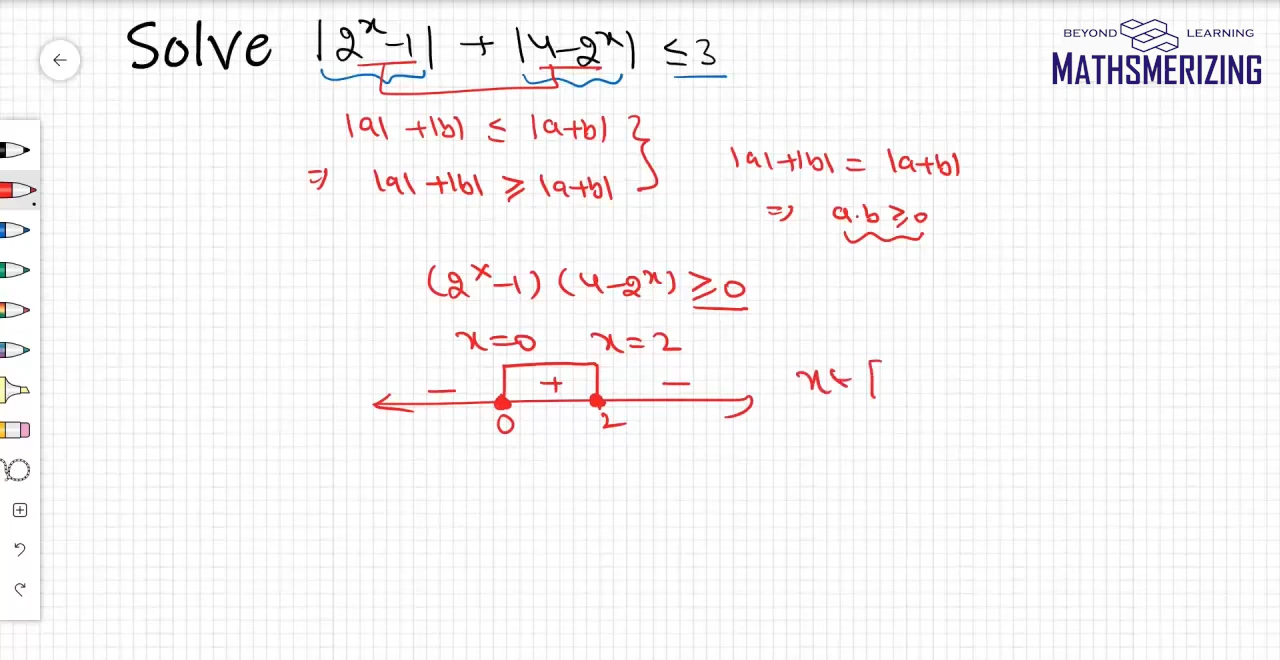 Solve |2^x - 1| + |4 - 2^x| ≤ 3
BEYOND LEARNING
MATHSMERIZING
|a| + |b| ≤ |a+b|
⇒ |a| + |b| ≥ |a+b|
|a| + |b| = |a+b|
⇒ a.b ≥ 0
(2^x - 1) (4 - 2^x) ≥ 0
x = 0 x = 2
− + −
0 2
x ∈ [